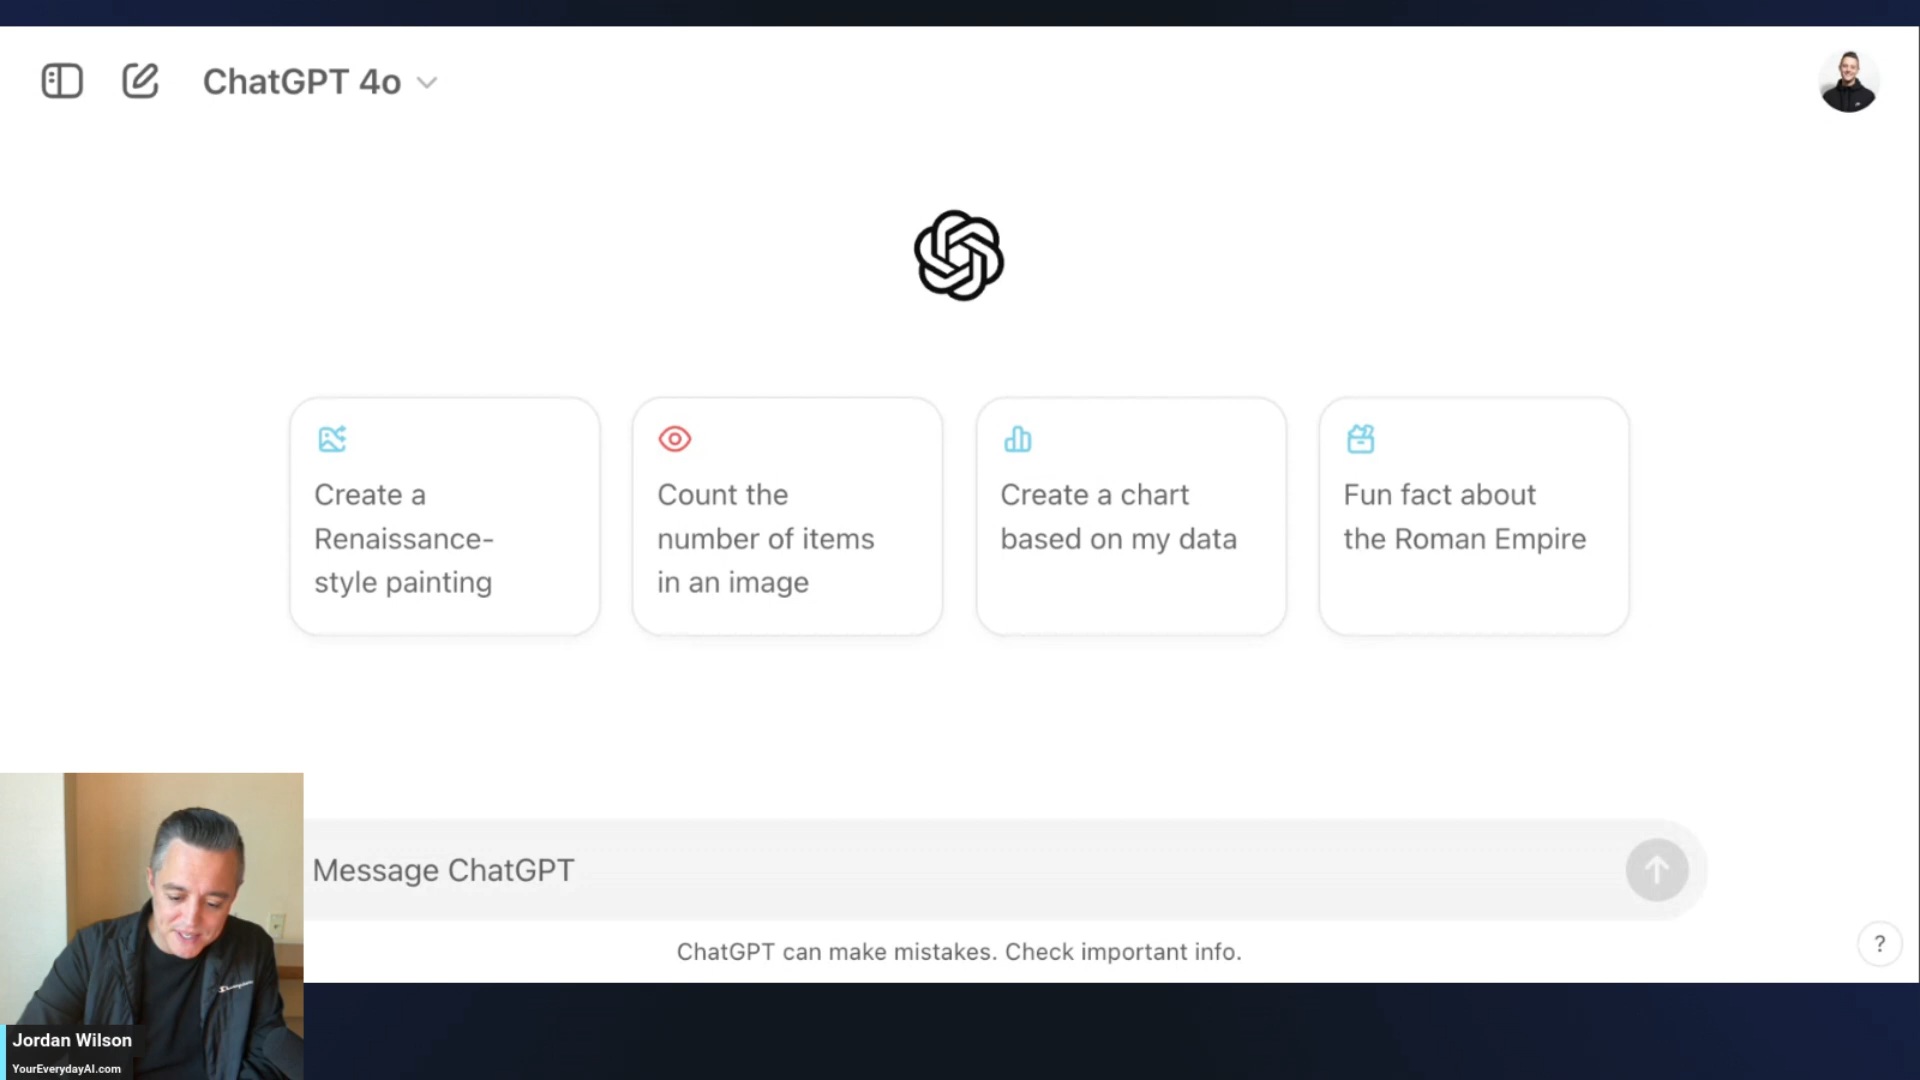 ChatGPT 4o
Create a
Renaissance-
style painting
Count the
number of items
in an image
Create a chart
based on my data
Fun fact about
the Roman Empire
Message ChatGPT
ChatGPT can make mistakes. Check important info.
?
Champion
Jordan Wilson
YourEverydayAI.com